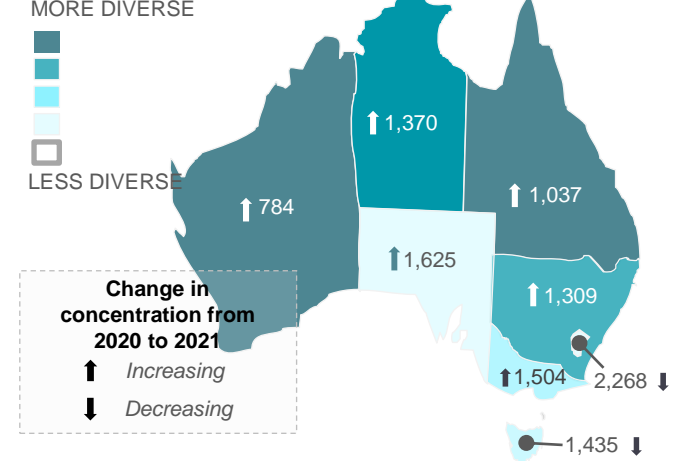 MORE DIVERSE
LESS DIVERSE
1,370
784
1,037
1,625
1,309
1,504
2,268
1,435
Change in
concentration from
2020 to 2021
Increasing
Decreasing